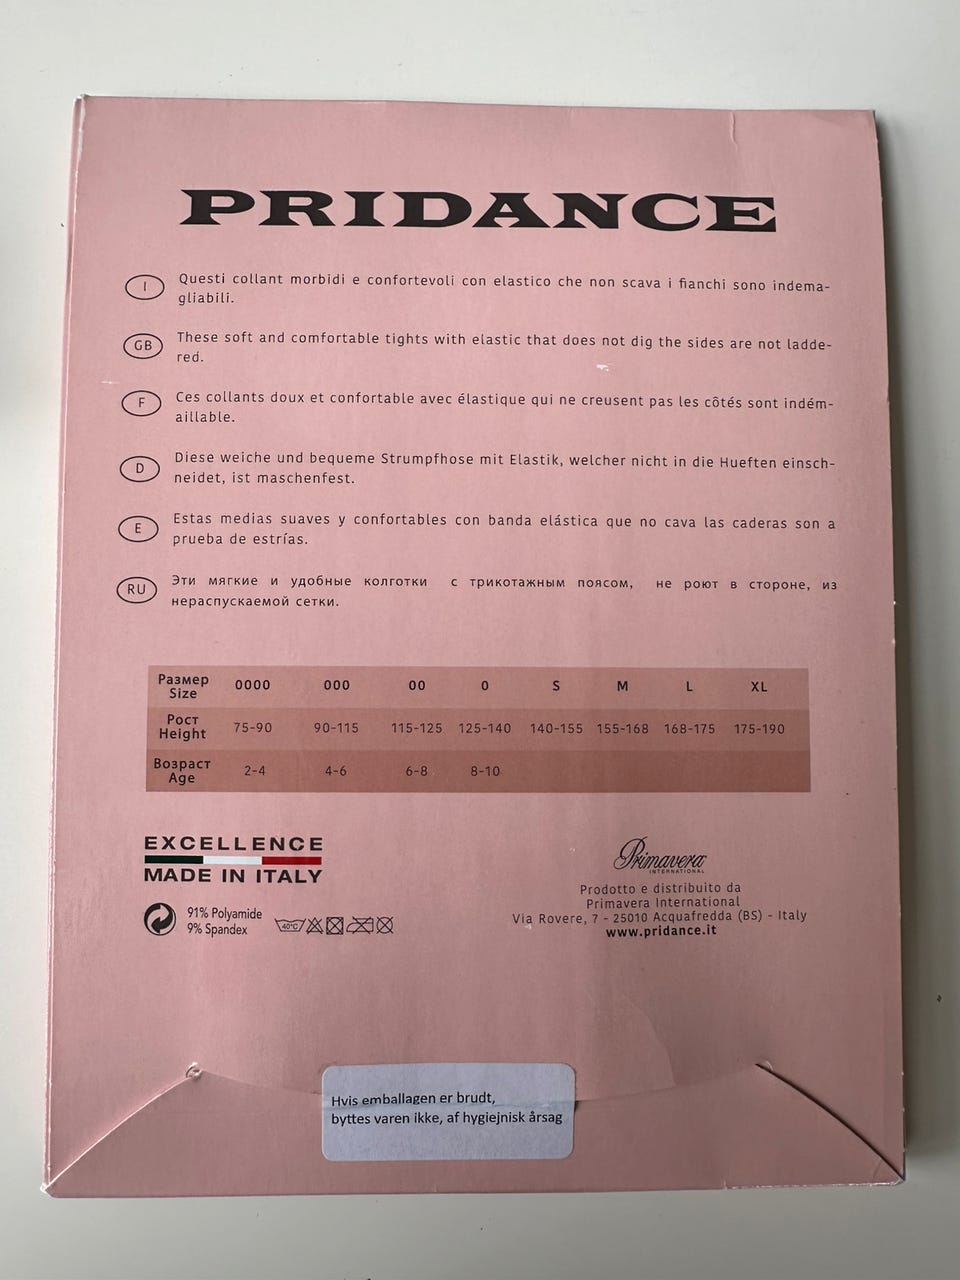 PRIDANCE
I Questi collant morbidi e confortevoli con elastico che non scava i fianchi sono indema-
gliabili.
GB These soft and comfortable tights with elastic that does not dig the sides are not ladde-
red.
F Ces collants doux et confortable avec élastique qui ne creusent pas les côtés sont indém-
aillable.
D Diese weiche und bequeme Strumpfhose mit Elastik, welcher nicht in die Hueften einsch-
neidet, ist maschenfest.
E Estas medias suaves y confortables con banda elástica que no cava las caderas son a
prueba de estrías.
RU Эти мягкие и удобные колготки с трикотажным поясом, не роют в стороне, из
нераспускаемой сетки.
Размер
Size 0000 000 00 0 S M L XL
Рост
Height 75-90 90-115 115-125 125-140 140-155 155-168 168-175 175-190
Возраст
Age 2-4 4-6 6-8 8-10
EXCELLENCE
MADE IN ITALY
91% Polyamide
9% Spandex
40°C
Primavera
INTERNATIONAL
Prodotto e distribuito da
Primavera International
Via Rovere, 7 - 25010 Acquafredda (BS) - Italy
www.pridance.it
Hvis emballagen er brudt,
byttes varen ikke, af hygiejnisk årsag